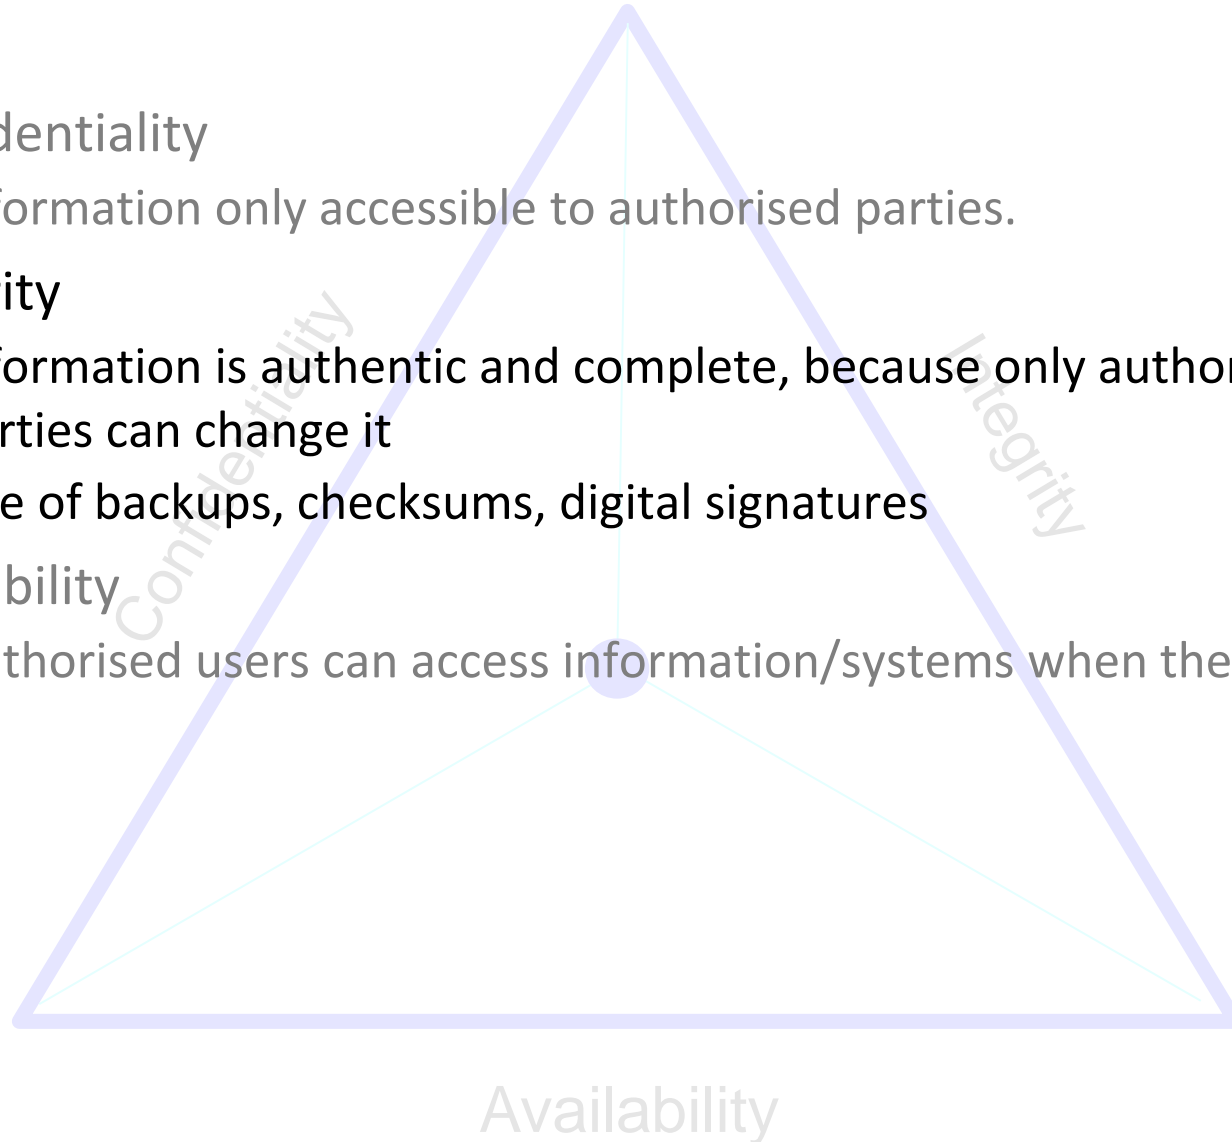 dentiality
formation only accessible to authorised parties.
rity
formation is authentic and complete, because only author
rties can change it
e of backups, checksums, digital signatures
bility
thorised users can access information/systems when the
Confidentiality
Integrity
Availability